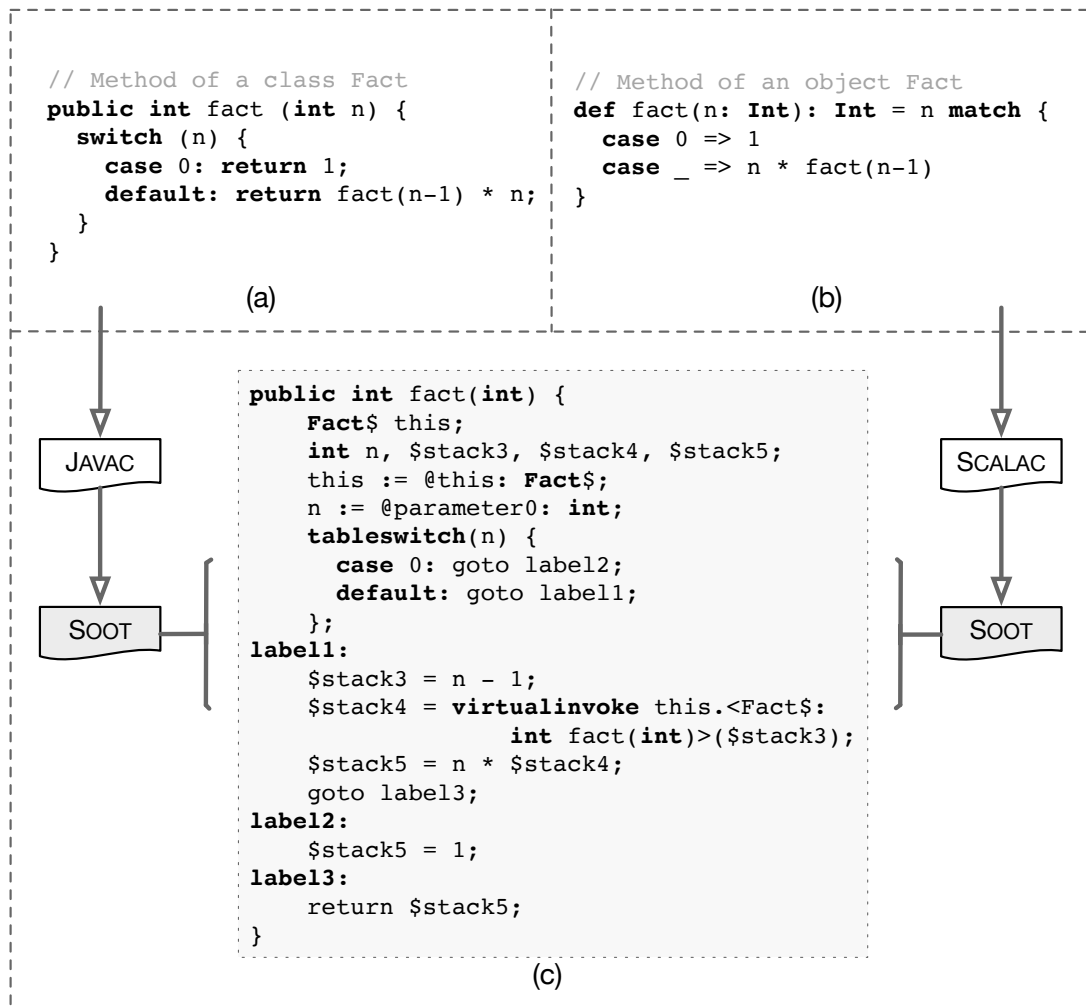 // Method of a class Fact
public int fact (int n) {
  switch (n) {
    case 0: return 1;
    default: return fact(n-1) * n;
  }
}
(a)
// Method of an object Fact
def fact(n: Int): Int = n match {
  case 0 => 1
  case _ => n * fact(n-1)
}
(b)
JAVAC
SOOT
public int fact(int) {
    Fact$ this;
    int n, $stack3, $stack4, $stack5;
    this := @this: Fact$;
    n := @parameter0: int;
    tableswitch(n) {
      case 0: goto label2;
      default: goto label1;
    };
label1:
    $stack3 = n - 1;
    $stack4 = virtualinvoke this.<Fact$:
                  int fact(int)>($stack3);
    $stack5 = n * $stack4;
    goto label3;
label2:
    $stack5 = 1;
label3:
    return $stack5;
}
SCALAC
SOOT
(c)